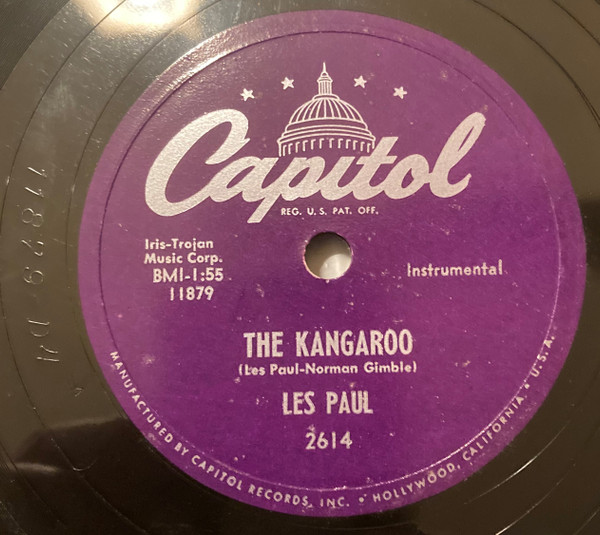 Capitol
REG. U. S. PAT. OFF.
Iris-Trojan
Music Corp.
BMI-1:55
11879
Instrumental
THE KANGAROO
(Les Paul-Norman Gimble)
LES PAUL
2614
MANUFACTURED BY CAPITOL RECORDS, INC. • HOLLYWOOD, CALIFORNIA • U.S.A.